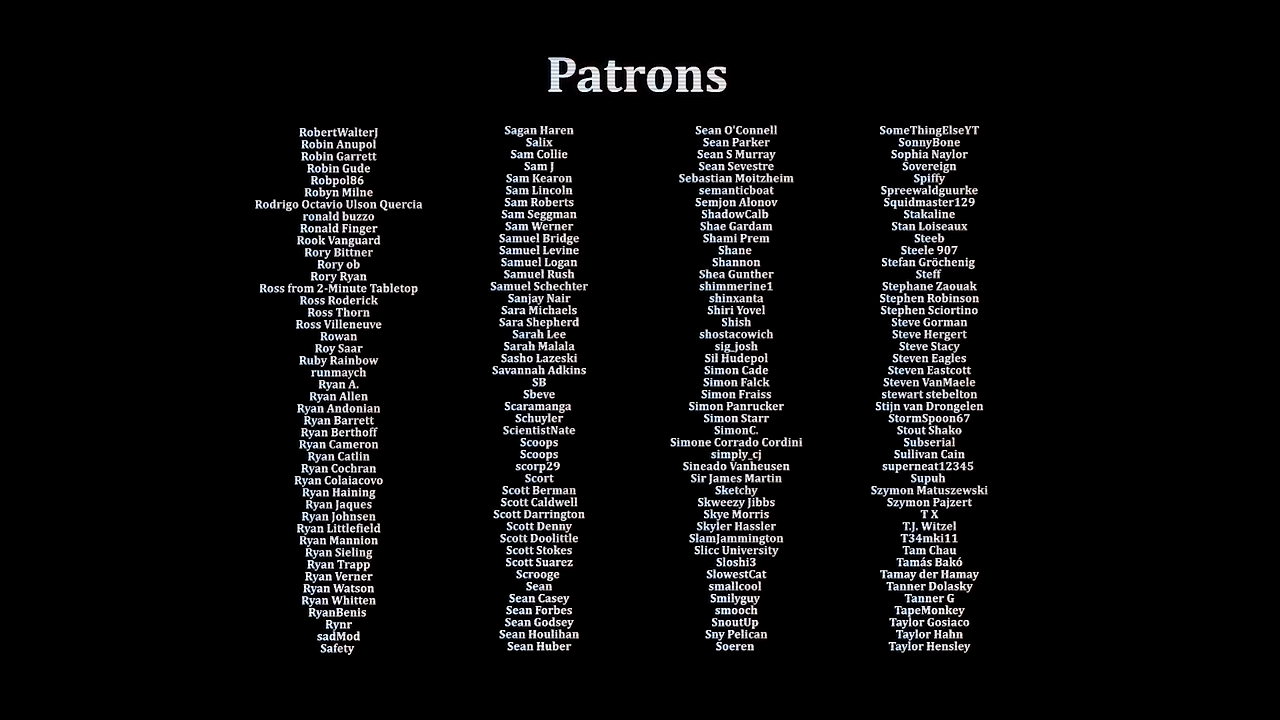 Patrons
RobertWalterJ
Robin Anupol
Robin Garrett
Robin Gude
Robpol86
Robyn Milne
Rodrigo Octavio Ulson Quercia
ronald buzzo
Ronald Finger
Rook Vanguard
Rory Bittner
Rory ob
Rory Ryan
Ross from 2-Minute Tabletop
Ross Roderick
Ross Thorn
Ross Villeneuve
Rowan
Roy Saar
Ruby Rainbow
runmaych
Ryan A.
Ryan Allen
Ryan Andonian
Ryan Barrett
Ryan Berthoff
Ryan Cameron
Ryan Catlin
Ryan Cochran
Ryan Colaiacovo
Ryan Haining
Ryan Jaques
Ryan Johnsen
Ryan Littlefield
Ryan Mannion
Ryan Sieling
Ryan Trapp
Ryan Verner
Ryan Watson
Ryan Whitten
RyanBenis
Rynr
sadMod
Safety
Sagan Haren
Salix
Sam Collie
Sam J
Sam Kearon
Sam Lincoln
Sam Roberts
Sam Seggman
Sam Werner
Samuel Bridge
Samuel Levine
Samuel Logan
Samuel Rush
Samuel Schechter
Sanjay Nair
Sara Michaels
Sara Shepherd
Sarah Lee
Sarah Malala
Sasho Lazeski
Savannah Adkins
SB
Sbeve
Scaramanga
Schuyler
ScientistNate
Scoops
Scoops
scorp29
Scort
Scott Berman
Scott Caldwell
Scott Darrington
Scott Denny
Scott Doolittle
Scott Stokes
Scott Suarez
Scrooge
Sean
Sean Casey
Sean Forbes
Sean Godsey
Sean Houlihan
Sean Huber
Sean O'Connell
Sean Parker
Sean S Murray
Sean Sevestre
Sebastian Moitzheim
semanticboat
Semjon Alonov
ShadowCalb
Shae Gardam
Shami Prem
Shane
Shannon
Shea Gunther
shimmerine1
shinxanta
Shiri Yovel
Shish
shostacowich
sig_josh
Sil Hudepol
Simon Cade
Simon Falck
Simon Fraiss
Simon Panrucker
Simon Starr
SimonC.
Simone Corrado Cordini
simply_cj
Sineado Vanheusen
Sir James Martin
Sketchy
Skweezy Jibbs
Skye Morris
Skyler Hassler
SlamJammington
Slicc University
Sloshi3
SlowestCat
smallcool
Smilyguy
smooch
SnoutUp
Sny Pelican
Soeren
SomeThingElseYT
SonnyBone
Sophia Naylor
Sovereign
Spiffy
Spreewaldguurke
Squidmaster129
Stakaline
Stan Loiseaux
Steeb
Steele 907
Stefan Gröchenig
Steff
Stephane Zaouak
Stephen Robinson
Stephen Sciortino
Steve Gorman
Steve Hergert
Steve Stacy
Steven Eagles
Steven Eastcott
Steven VanMaele
stewart stebelton
Stijn van Drongelen
StormSpoon67
Stout Shako
Subserial
Sullivan Cain
superneat12345
Supuh
Szymon Matuszewski
Szymon Pajzert
T X
T.J. Witzel
T34mki11
Tam Chau
Tamás Bakó
Tamay der Hamay
Tanner Dolasky
Tanner G
TapeMonkey
Taylor Gosiaco
Taylor Hahn
Taylor Hensley